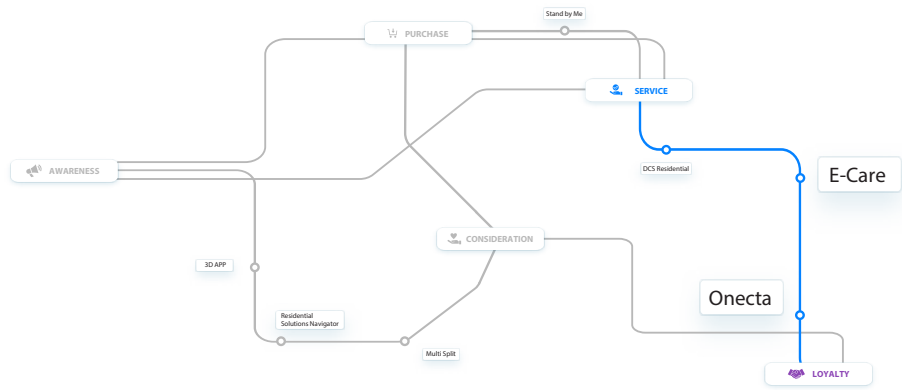 Stand by Me
PURCHASE
SERVICE
DCS Residential
E-Care
AWARENESS
CONSIDERATION
3D APP
Onecta
Residential
Solutions Navigator
Multi Split
LOYALTY